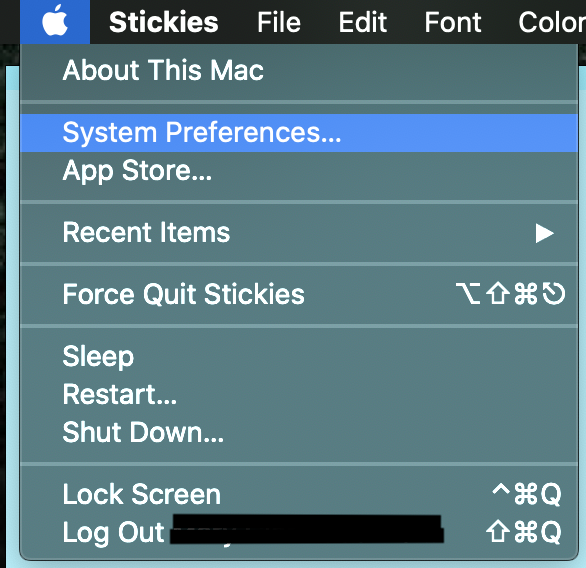 Stickies File Edit Font Color
About This Mac
System Preferences...
App Store...
Recent Items ▶
Force Quit Stickies ⌥⇧⌘⎋
Sleep
Restart...
Shut Down...
Lock Screen ^⌘Q
Log Out ⇧⌘Q